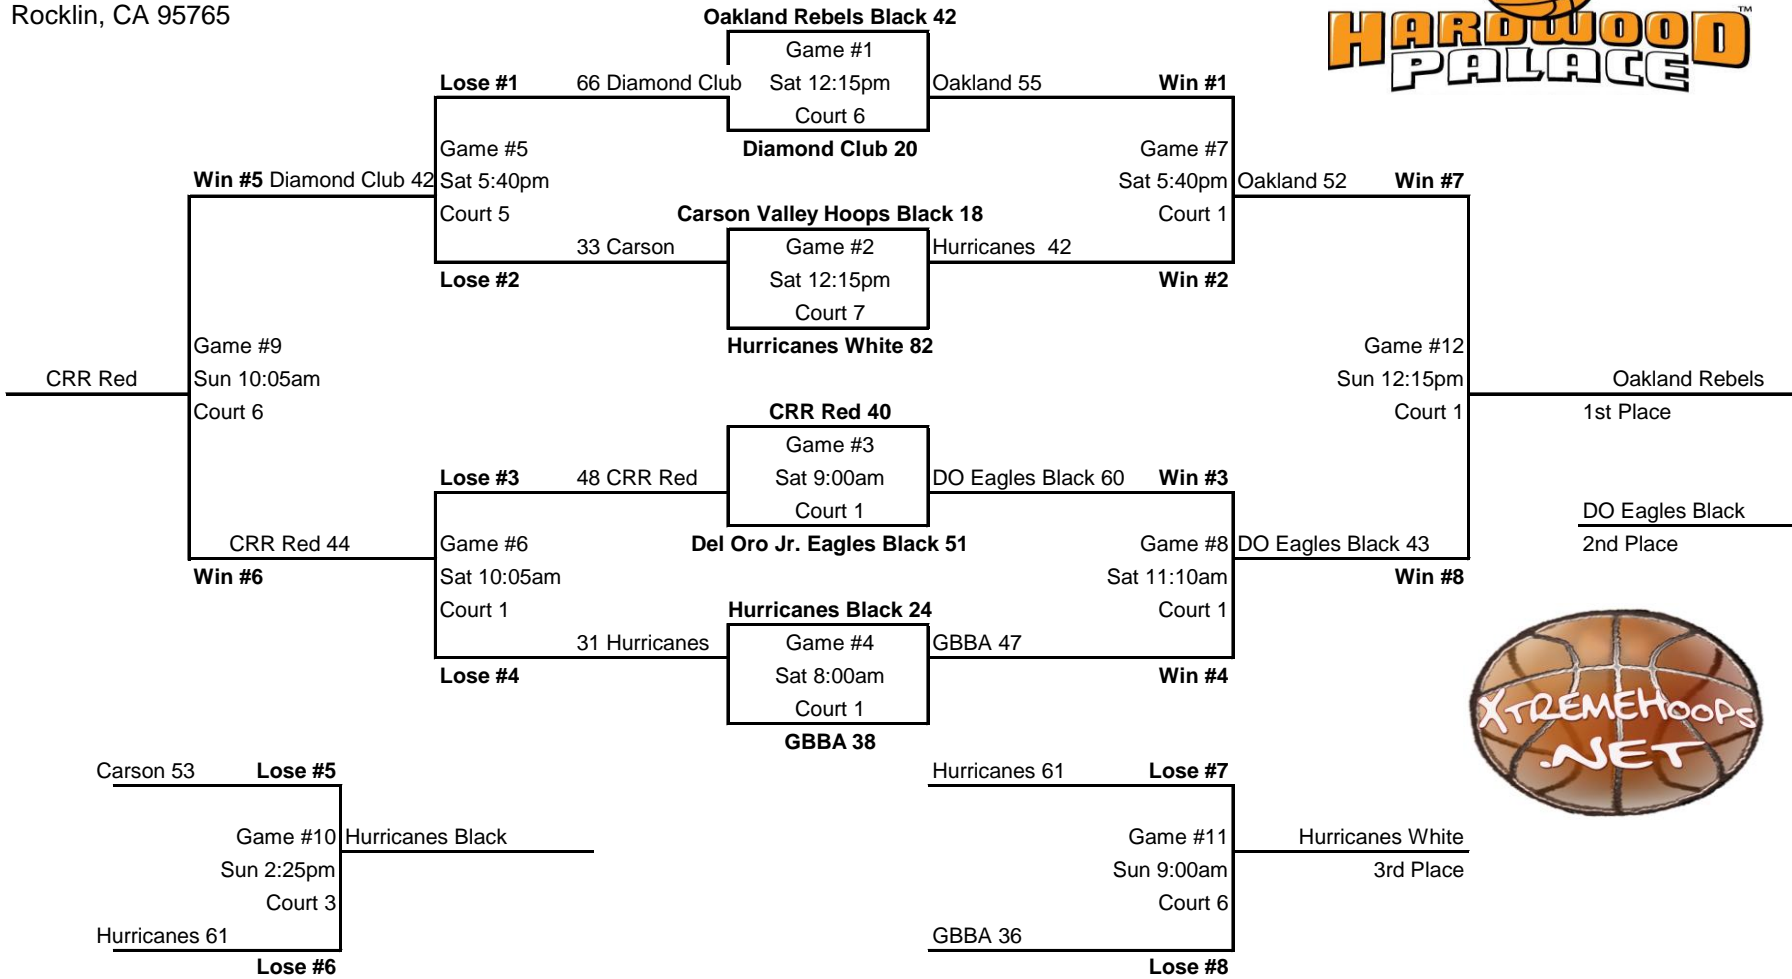 Rocklin, CA 95765
HARDWOOD
PALACE
TM
Oakland Rebels Black 42
Game #1
Lose #1 66 Diamond Club Sat 12:15pm Oakland 55 Win #1
Court 6
Game #5 Diamond Club 20 Game #7
Win #5 Diamond Club 42 Sat 5:40pm Sat 5:40pm Oakland 52 Win #7
Court 5 Carson Valley Hoops Black 18 Court 1
33 Carson Game #2 Hurricanes 42
Lose #2 Sat 12:15pm Win #2
Court 7
Game #9 Hurricanes White 82 Game #12
CRR Red Sun 10:05am Sun 12:15pm Oakland Rebels
Court 6 CRR Red 40 Court 1 1st Place
Game #3
Lose #3 48 CRR Red Sat 9:00am DO Eagles Black 60 Win #3
Court 1 DO Eagles Black
CRR Red 44 Game #6 Del Oro Jr. Eagles Black 51 Game #8 DO Eagles Black 43 2nd Place
Win #6 Sat 10:05am Sat 11:10am Win #8
Court 1 Hurricanes Black 24 Court 1
31 Hurricanes Game #4 GBBA 47
Lose #4 Sat 8:00am Win #4
Court 1
GBBA 38
XTREMEHOOPS
.NET
Carson 53 Lose #5 Hurricanes 61 Lose #7
Game #10 Hurricanes Black Game #11 Hurricanes White
Sun 2:25pm Sun 9:00am 3rd Place
Court 3 Court 6
Hurricanes 61 GBBA 36
Lose #6 Lose #8